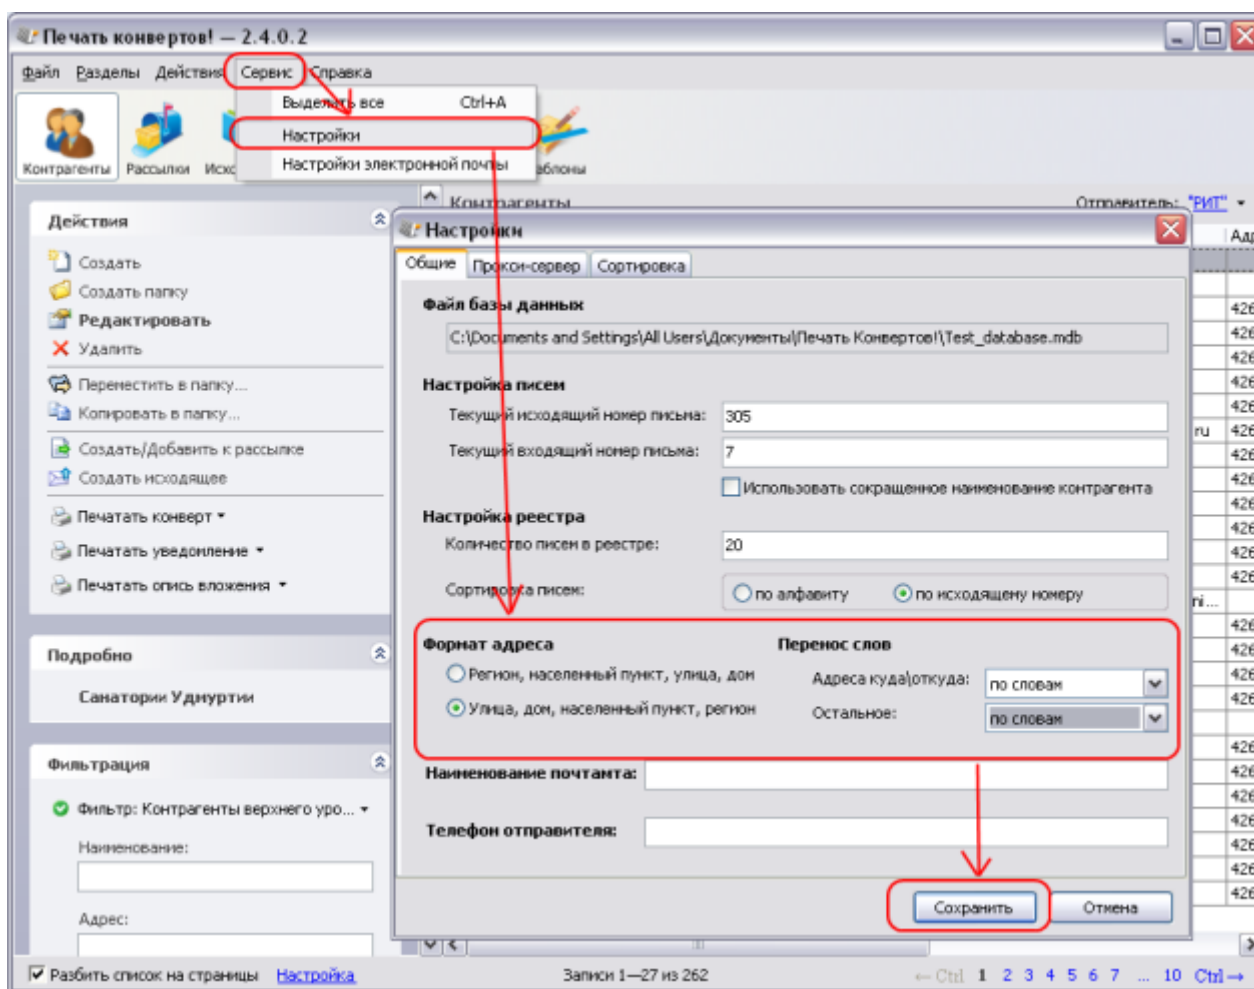 Печать конвертов! — 2.4.0.2
Файл Разделы Действия Сервис Справка
Выделить все Ctrl+A
Настройки
Настройки электронной почты
Контрагенты Рассылки
Контрагенты
Отправитель: "РИТ"
Действия
Создать
Создать папку
Редактировать
Удалить
Переместить в папку...
Копировать в папку...
Создать/Добавить к рассылке
Создать исходящее
Печатать конверт
Печатать уведомление
Печатать опись вложения
Подробно
Санатории Удмуртии
Фильтрация
Фильтр: Контрагенты верхнего уро...
Наименование:
Адрес:
Настройки
Общие Прокси-сервер Сортировка
Файл базы данных
C:\Documents and Settings\All Users\Документы\Печать Конвертов!\Test_database.mdb
Настройка писем
Текущий исходящий номер письма: 305
Текущий входящий номер письма: 7
Использовать сокращенное наименование контрагента
Настройка реестра
Количество писем в реестре: 20
Сортировка писем: по алфавиту по исходящему номеру
Формат адреса
Регион, населенный пункт, улица, дом
Улица, дом, населенный пункт, регион
Перенос слов
Адреса куда\откуда: по словам
Остальное: по словам
Наименование почтамта:
Телефон отправителя:
Сохранить Отмена
Разбить список на страницы Настройка
Записи 1—27 из 262
← Ctrl 1 2 3 4 5 6 7 ... 10 Ctrl →